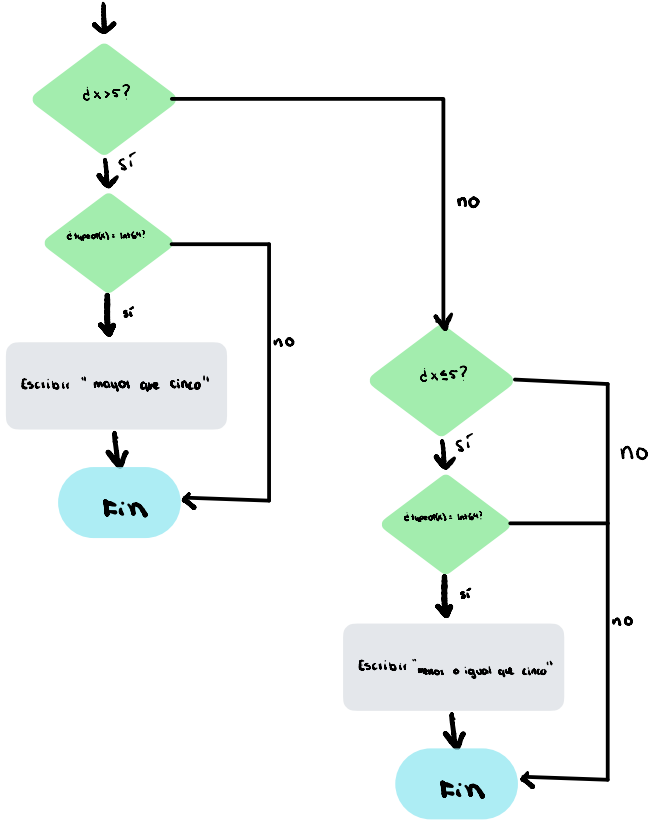 ¿x>5?
sí
¿typeof(x) = Int64?
sí
no
Escribir "mayor que cinco"
Fin
no
¿x≤5?
sí
no
¿typeof(x) = Int64?
sí
no
Escribir "menor o igual que cinco"
Fin